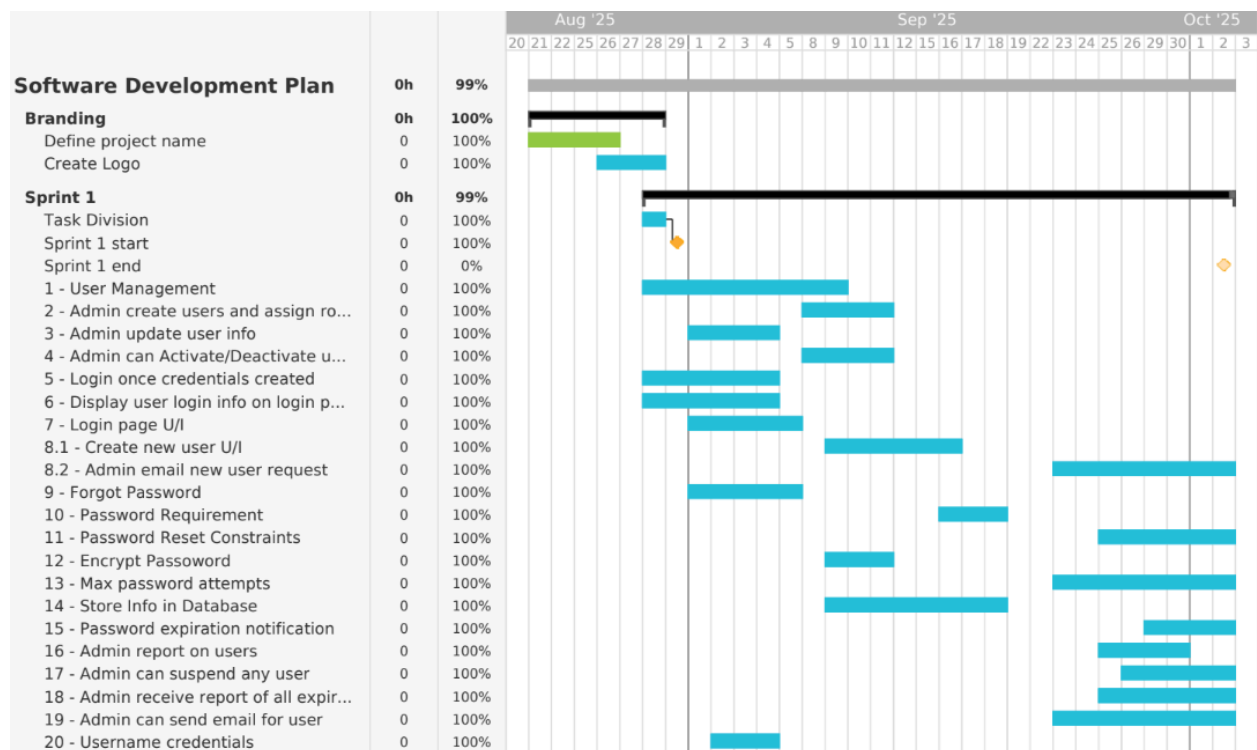 Aug '25 Sep '25 Oct '25
20 21 22 25 26 27 28 29 1 2 3 4 5 8 9 10 11 12 15 16 17 18 19 22 23 24 25 26 29 30 1 2 3
Software Development Plan 0h 99%
Branding 0h 100%
Define project name 0 100%
Create Logo 0 100%
Sprint 1 0h 99%
Task Division 0 100%
Sprint 1 start 0 100%
Sprint 1 end 0 0%
1 - User Management 0 100%
2 - Admin create users and assign ro... 0 100%
3 - Admin update user info 0 100%
4 - Admin can Activate/Deactivate u... 0 100%
5 - Login once credentials created 0 100%
6 - Display user login info on login p... 0 100%
7 - Login page U/I 0 100%
8.1 - Create new user U/I 0 100%
8.2 - Admin email new user request 0 100%
9 - Forgot Password 0 100%
10 - Password Requirement 0 100%
11 - Password Reset Constraints 0 100%
12 - Encrypt Passoword 0 100%
13 - Max password attempts 0 100%
14 - Store Info in Database 0 100%
15 - Password expiration notification 0 100%
16 - Admin report on users 0 100%
17 - Admin can suspend any user 0 100%
18 - Admin receive report of all expir... 0 100%
19 - Admin can send email for user 0 100%
20 - Username credentials 0 100%